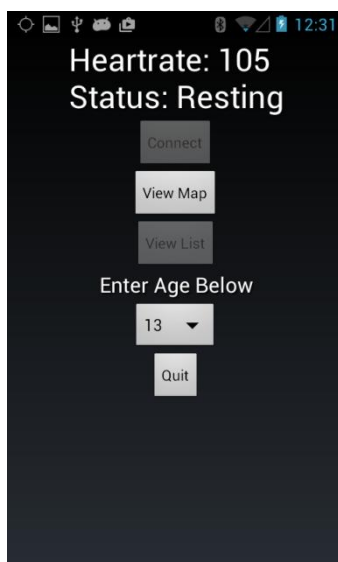 12:31
Heartrate: 105
Status: Resting
Connect
View Map
View List
Enter Age Below
13
Quit